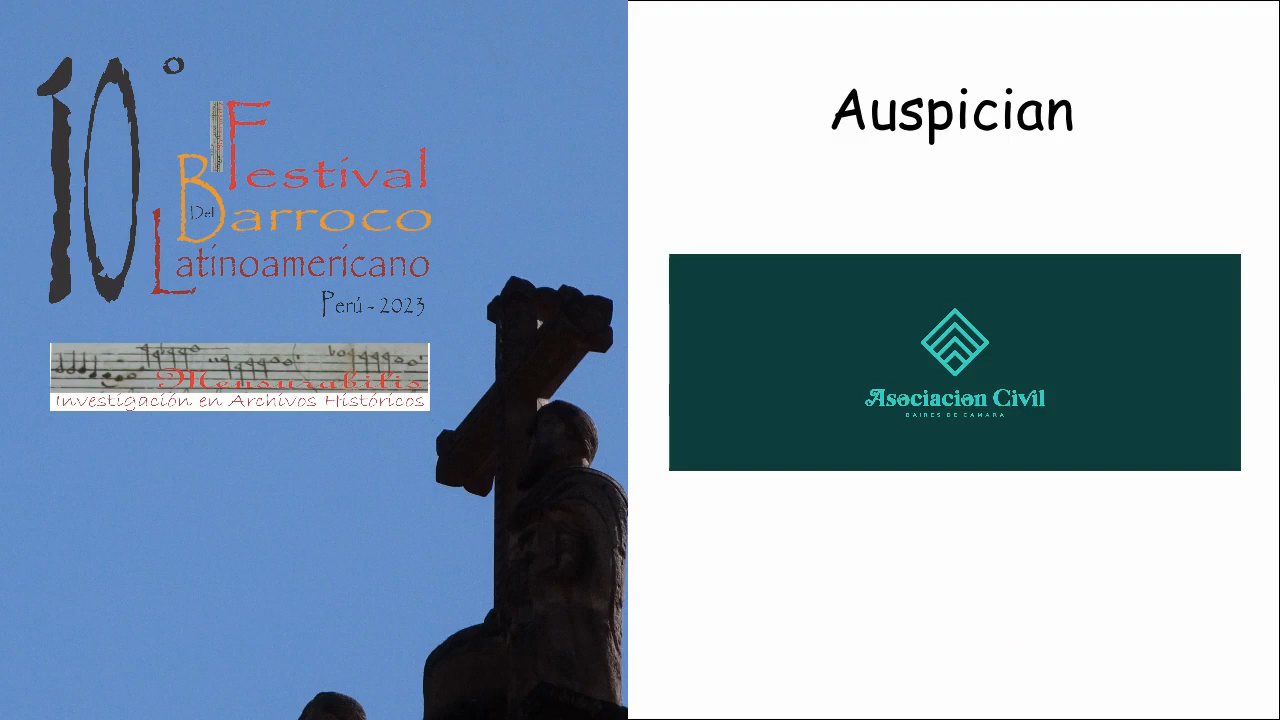 10°
Festival
Del Barroco
Latinoamericano
Perú - 2023
Mensurabilis
Investigación en Archivos Históricos
Auspician
Asociacion Civil
BAIRES DE CAMARA